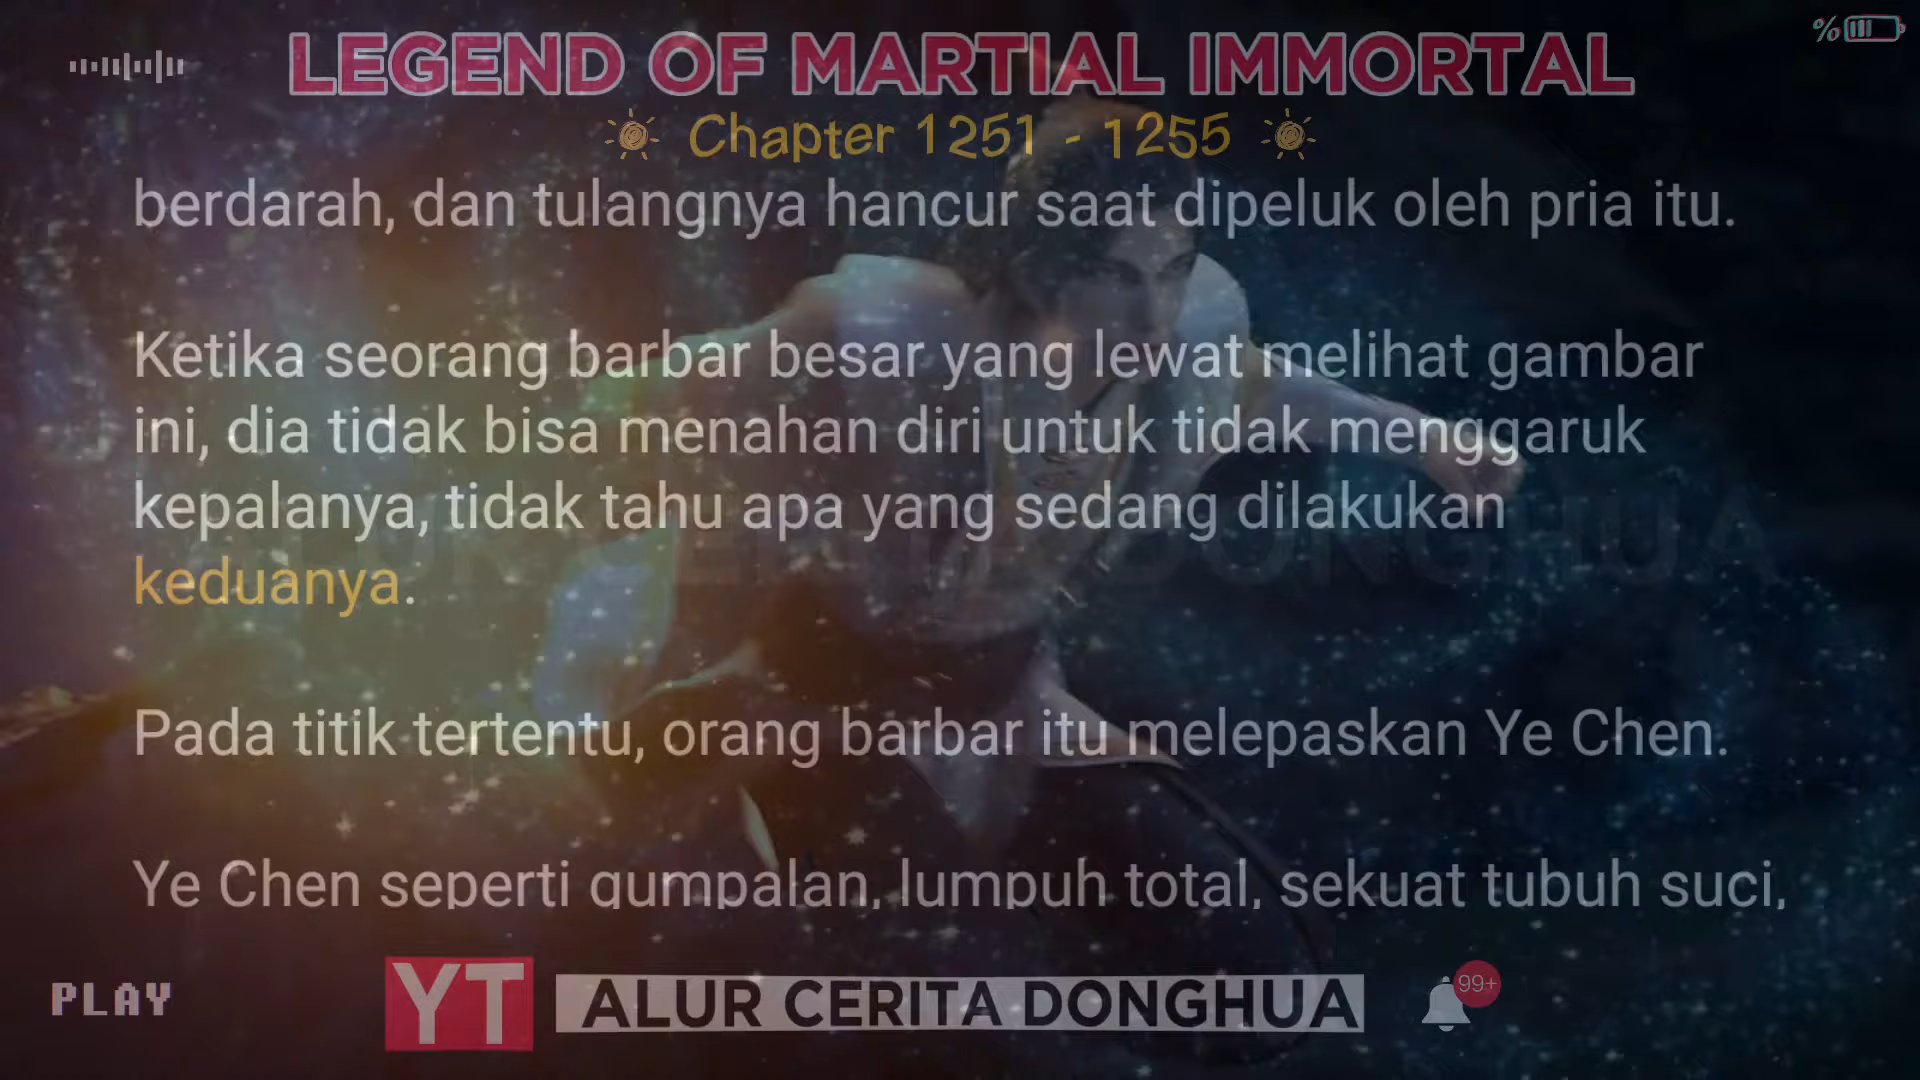 LEGEND OF MARTIAL IMMORTAL
%
Chapter 1251 - 1255
berdarah, dan tulangnya hancur saat dipeluk oleh pria itu.
Ketika seorang barbar besar yang lewat melihat gambar
ini, dia tidak bisa menahan diri untuk tidak menggaruk
kepalanya, tidak tahu apa yang sedang dilakukan
keduanya.
Pada titik tertentu, orang barbar itu melepaskan Ye Chen.
Ye Chen seperti gumpalan, lumpuh total, sekuat tubuh suci,
PLAY
YT
ALUR CERITA DONGHUA
99+